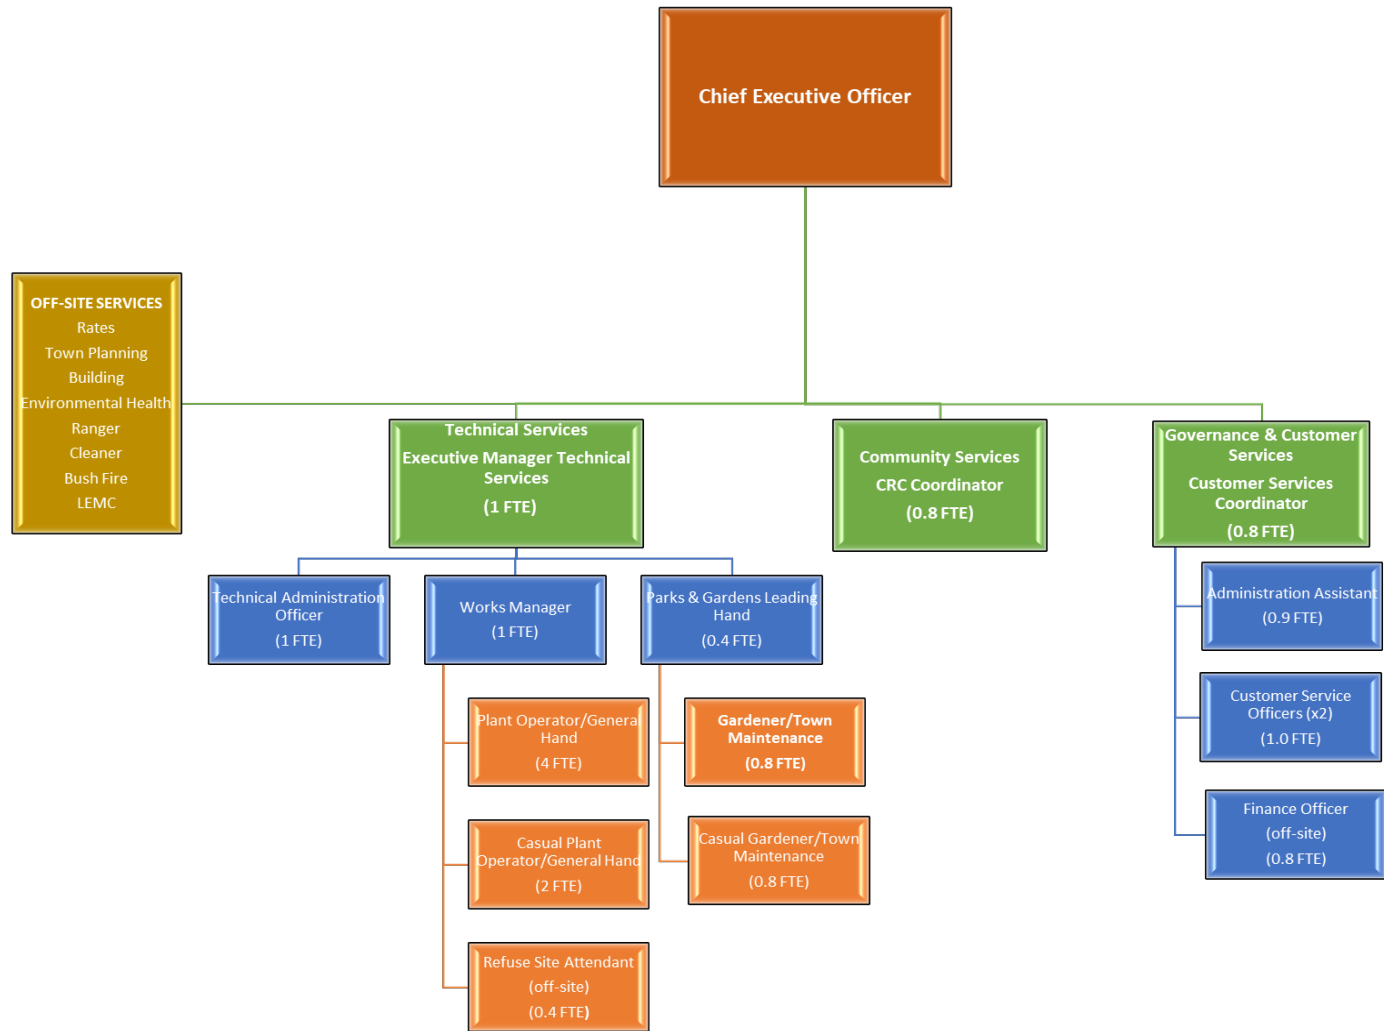 Chief Executive Officer
OFF-SITE SERVICES
Rates
Town Planning
Building
Environmental Health
Ranger
Cleaner
Bush Fire
LEMC
Technical Services
Executive Manager Technical
Services
(1 FTE)
Community Services
CRC Coordinator
(0.8 FTE)
Governance & Customer
Services
Customer Services
Coordinator
(0.8 FTE)
Technical Administration
Officer
(1 FTE)
Works Manager
(1 FTE)
Parks & Gardens Leading
Hand
(0.4 FTE)
Administration Assistant
(0.9 FTE)
Plant Operator/General
Hand
(4 FTE)
Gardener/Town
Maintenance
(0.8 FTE)
Customer Service
Officers (x2)
(1.0 FTE)
Casual Plant
Operator/General Hand
(2 FTE)
Casual Gardener/Town
Maintenance
(0.8 FTE)
Finance Officer
(off-site)
(0.8 FTE)
Refuse Site Attendant
(off-site)
(0.4 FTE)